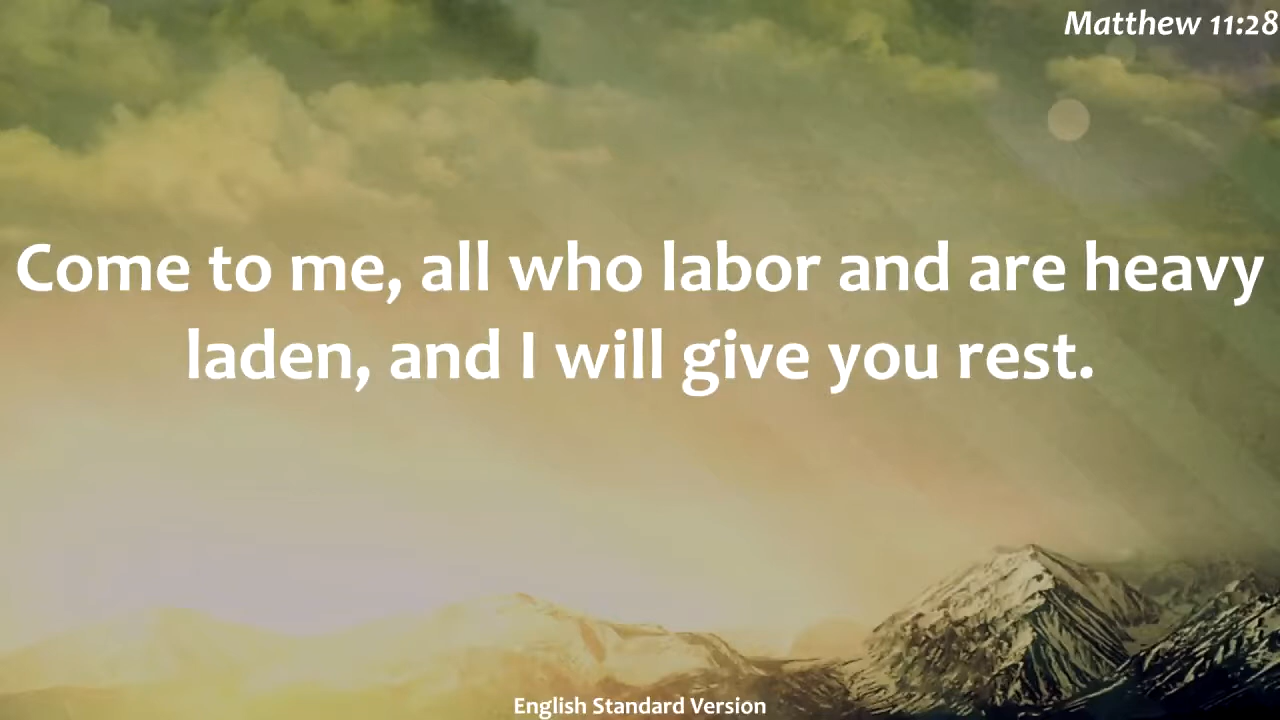 Matthew 11:28
Come to me, all who labor and are heavy
laden, and I will give you rest.
English Standard Version